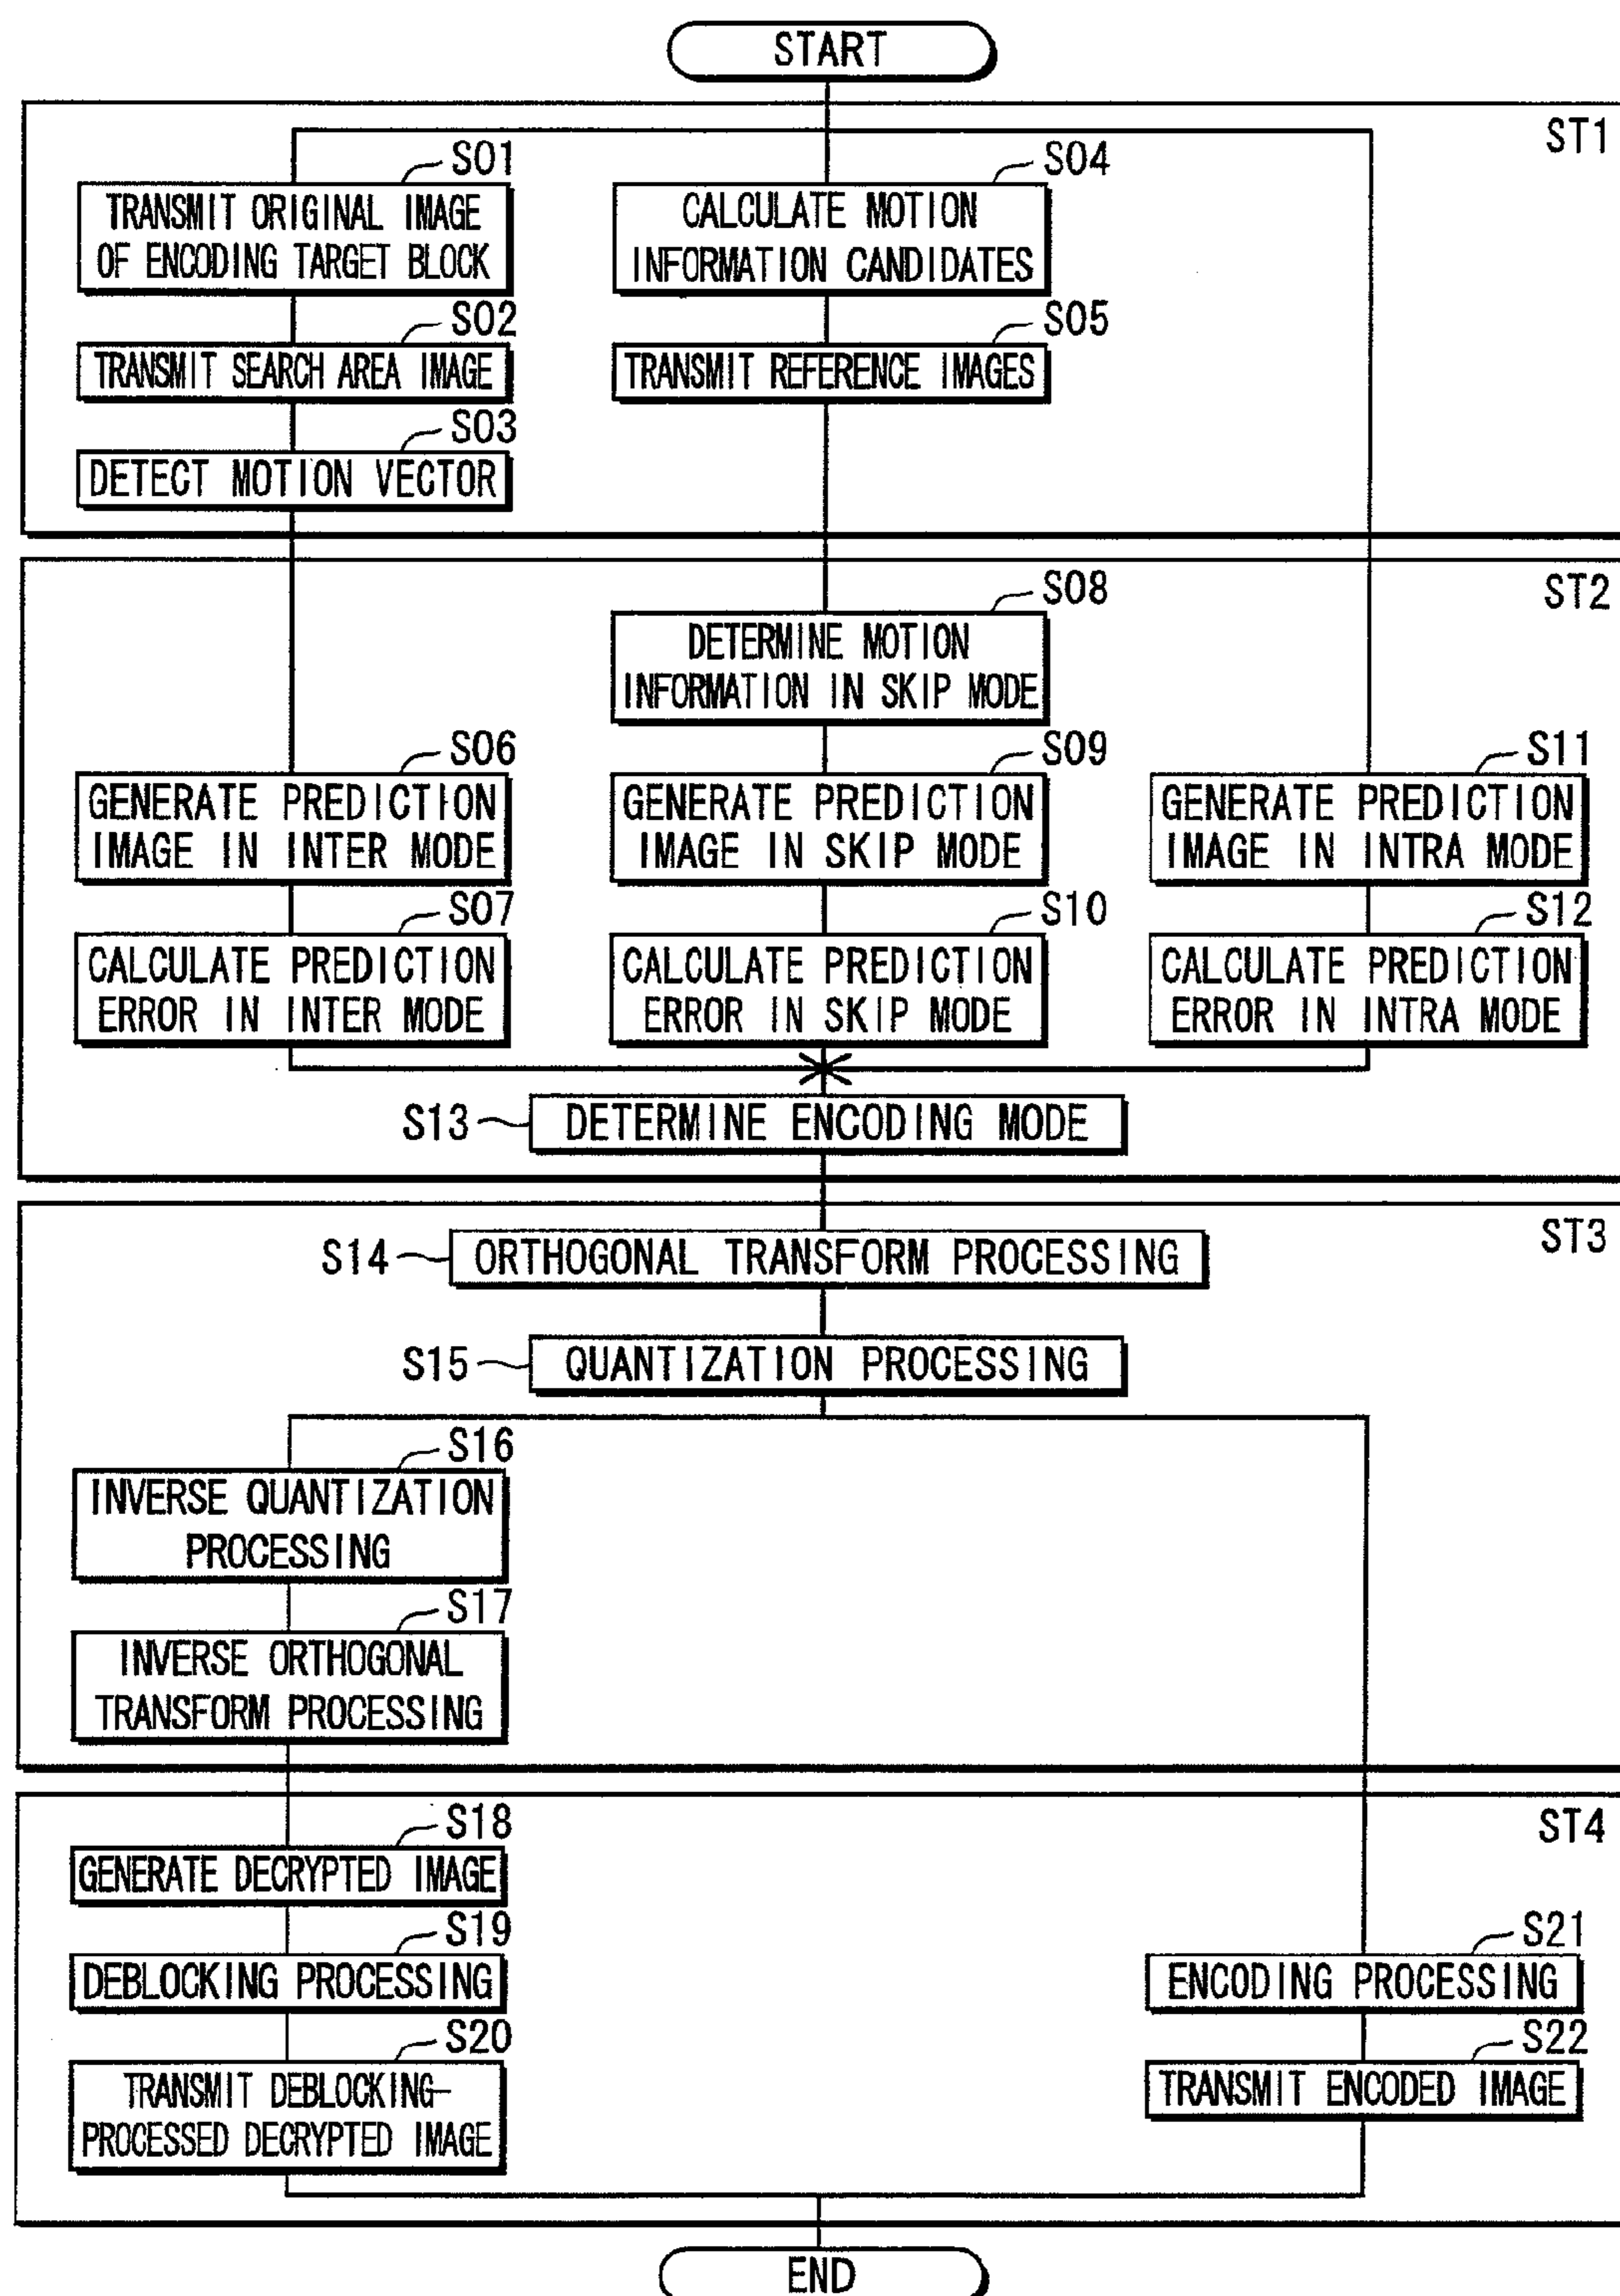 START
ST1
S01
TRANSMIT ORIGINAL IMAGE
OF ENCODING TARGET BLOCK
S04
CALCULATE MOTION
INFORMATION CANDIDATES
S02
TRANSMIT SEARCH AREA IMAGE
S05
TRANSMIT REFERENCE IMAGES
S03
DETECT MOTION VECTOR
ST2
S08
DETERMINE MOTION
INFORMATION IN SKIP MODE
S06
GENERATE PREDICTION
IMAGE IN INTER MODE
S09
GENERATE PREDICTION
IMAGE IN SKIP MODE
S11
GENERATE PREDICTION
IMAGE IN INTRA MODE
S07
CALCULATE PREDICTION
ERROR IN INTER MODE
S10
CALCULATE PREDICTION
ERROR IN SKIP MODE
S12
CALCULATE PREDICTION
ERROR IN INTRA MODE
S13
DETERMINE ENCODING MODE
ST3
S14
ORTHOGONAL TRANSFORM PROCESSING
S15
QUANTIZATION PROCESSING
S16
INVERSE QUANTIZATION
PROCESSING
S17
INVERSE ORTHOGONAL
TRANSFORM PROCESSING
ST4
S18
GENERATE DECRYPTED IMAGE
S19
DEBLOCKING PROCESSING
S21
ENCODING PROCESSING
S20
TRANSMIT DEBLOCKING-
PROCESSED DECRYPTED IMAGE
S22
TRANSMIT ENCODED IMAGE
END